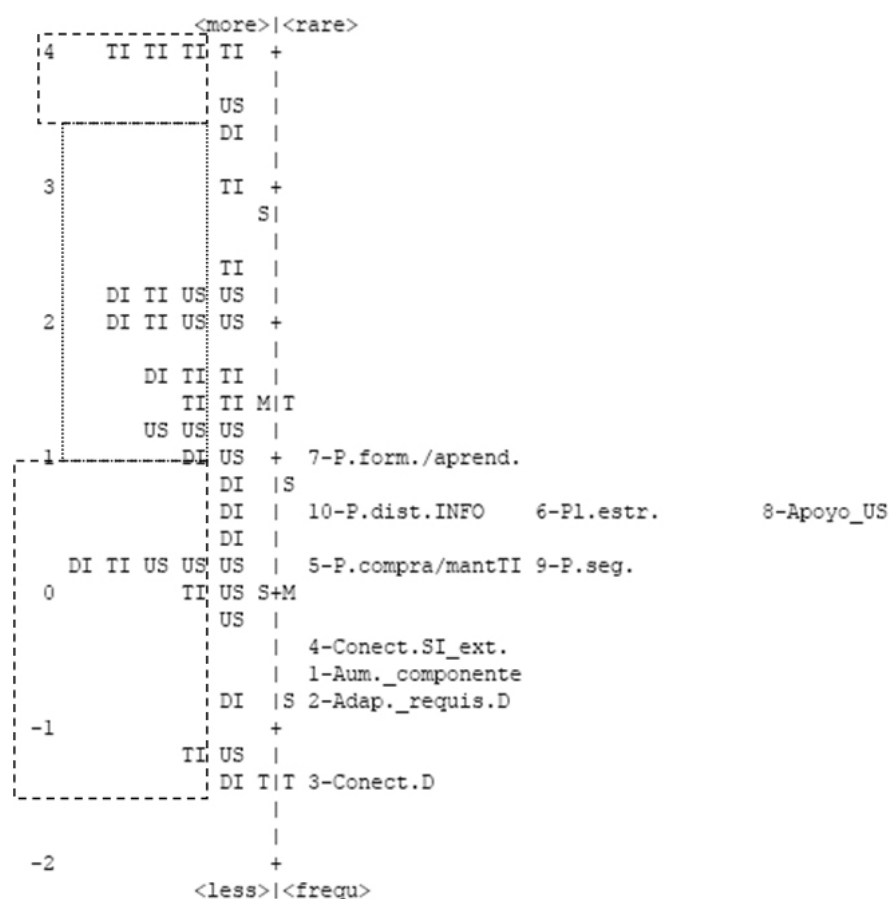 <more>|<rare>
4 TI TI TI TI +
|
US |
DI |
|
3 TI +
S|
|
TI |
DI TI US US |
2 DI TI US US +
|
DI TI TI |
TI TI M|T
US US US |
1 DI US + 7-P.form./aprend.
DI |S
DI | 10-P.dist.INFO 6-Pl.estr. 8-Apoyo_US
DI |
DI TI US US US | 5-P.compra/mantTI 9-P.seg.
0 TI US S+M
US |
| 4-Conect.SI_ext.
| 1-Aum._componente
DI |S 2-Adap._requis.D
-1 +
TI US |
DI T|T 3-Conect.D
|
|
-2 +
<less>|<frequ>